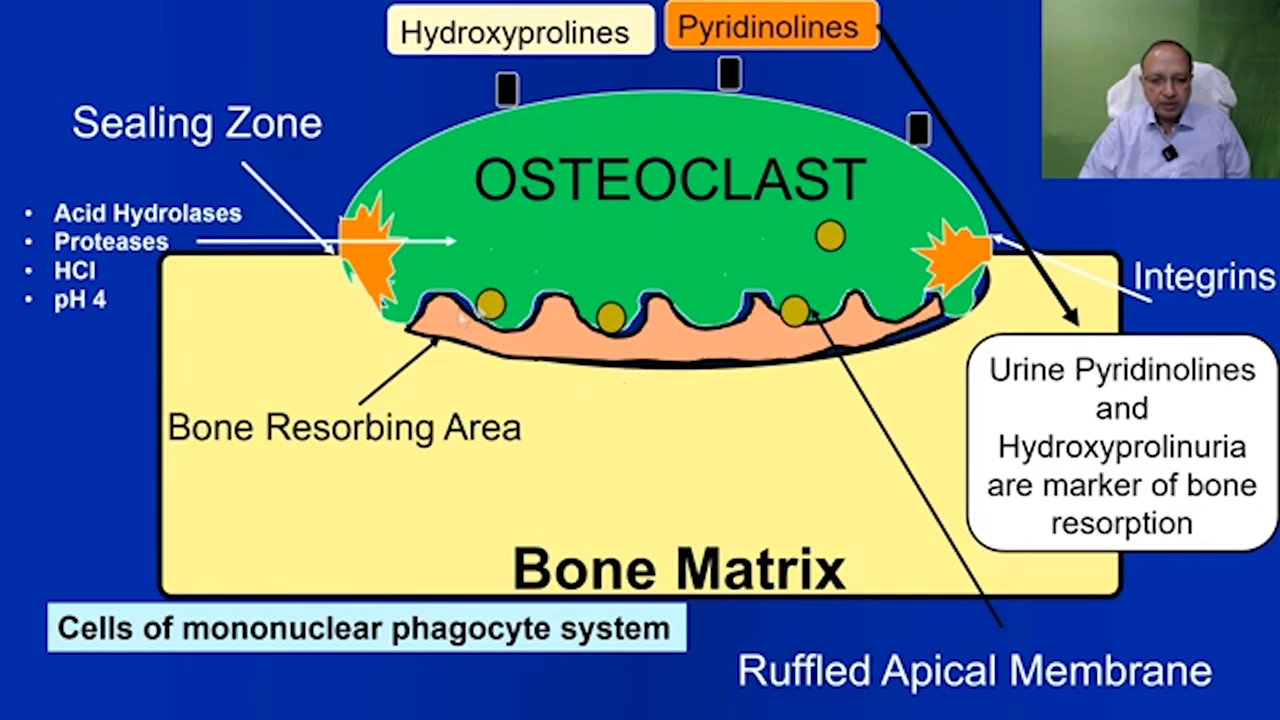 Hydroxyprolines
Pyridinolines
Sealing Zone
OSTEOCLAST
• Acid Hydrolases
• Proteases
• HCl
• pH 4
Integrins
Bone Resorbing Area
Urine Pyridinolines
and
Hydroxyprolinuria
are marker of bone
resorption
Bone Matrix
Cells of mononuclear phagocyte system
Ruffled Apical Membrane